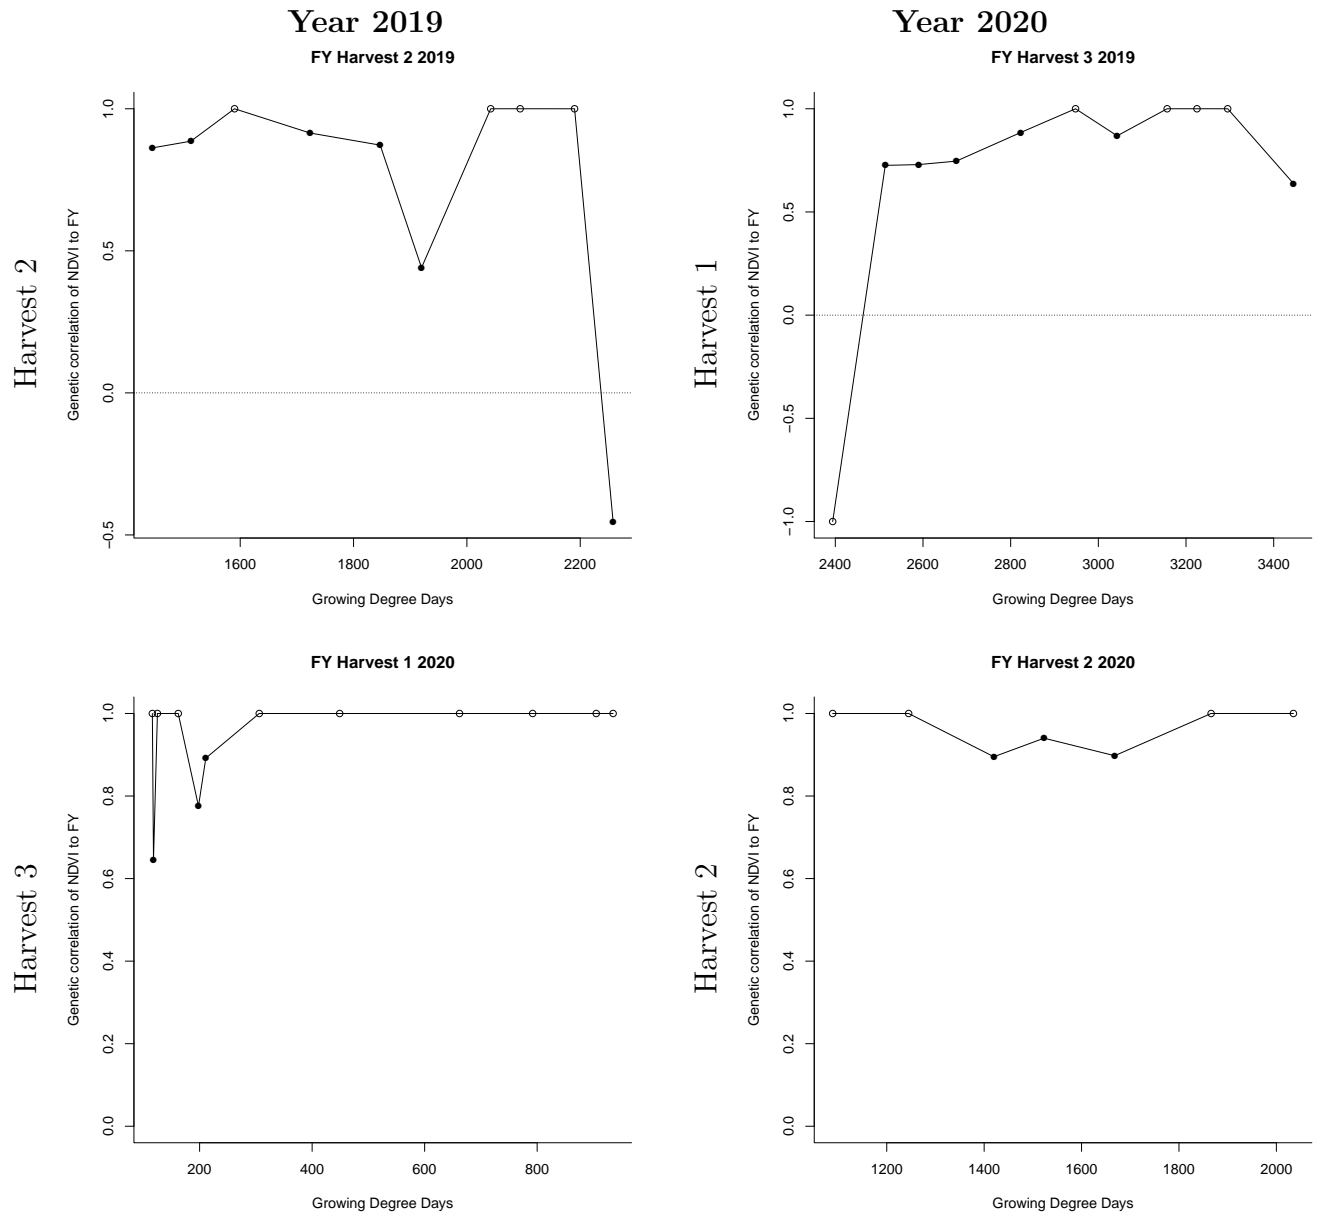 Year 2019
Year 2020
FY Harvest 2 2019
Harvest 2
Genetic correlation of NDVI to FY
1.0
0.5
0.0
−0.5
1600 1800 2000 2200
Growing Degree Days
FY Harvest 3 2019
Harvest 1
Genetic correlation of NDVI to FY
1.0
0.5
0.0
−0.5
−1.0
2400 2600 2800 3000 3200 3400
Growing Degree Days
FY Harvest 1 2020
Harvest 3
Genetic correlation of NDVI to FY
1.0
0.8
0.6
0.4
0.2
0.0
200 400 600 800
Growing Degree Days
FY Harvest 2 2020
Harvest 2
Genetic correlation of NDVI to FY
1.0
0.8
0.6
0.4
0.2
0.0
1200 1400 1600 1800 2000
Growing Degree Days